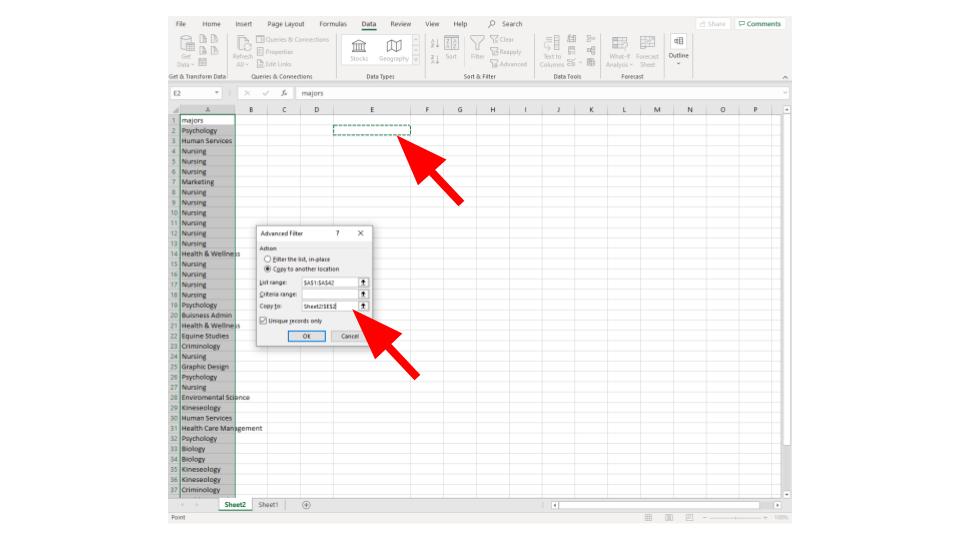 File Home Insert Page Layout Formulas Data Review View Help Search Share Comments
Get Data Refresh All Queries & Connections Properties Edit Links Stocks Geography Sort Filter Clear Reapply Advanced Text to Columns What-If Analysis Forecast Sheet Outline
Get & Transform Data Queries & Connections Data Types Sort & Filter Data Tools Forecast
E2 fx majors
A B C D E F G H I J K L M N O P
1 majors
2 Psychology
3 Human Services
4 Nursing
5 Nursing
6 Nursing
7 Marketing
8 Nursing
9 Nursing
10 Nursing
11 Nursing
12 Nursing
13 Nursing
14 Health & Wellness
15 Nursing
16 Nursing
17 Nursing
18 Nursing
19 Psychology
20 Buisness Admin
21 Health & Wellness
22 Equine Studies
23 Criminology
24 Nursing
25 Graphic Design
26 Psychology
27 Nursing
28 Enviromental Science
29 Kineseology
30 Human Services
31 Health Care Management
32 Psychology
33 Biology
34 Biology
35 Kineseology
36 Kineseology
37 Criminology
Advanced Filter ? X
Action
Filter the list, in-place
Copy to another location
List range: $A$1:$A$42
Criteria range:
Copy to: Sheet2!$E$2
Unique records only
OK Cancel
Sheet2 Sheet1
Point 100%